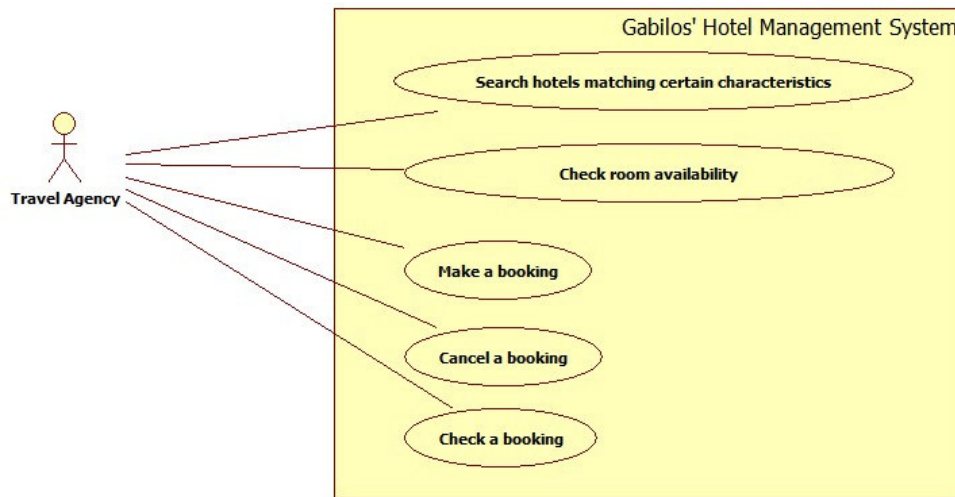 Gabilos' Hotel Management System
Search hotels matching certain characteristics
Check room availability
Travel Agency
Make a booking
Cancel a booking
Check a booking